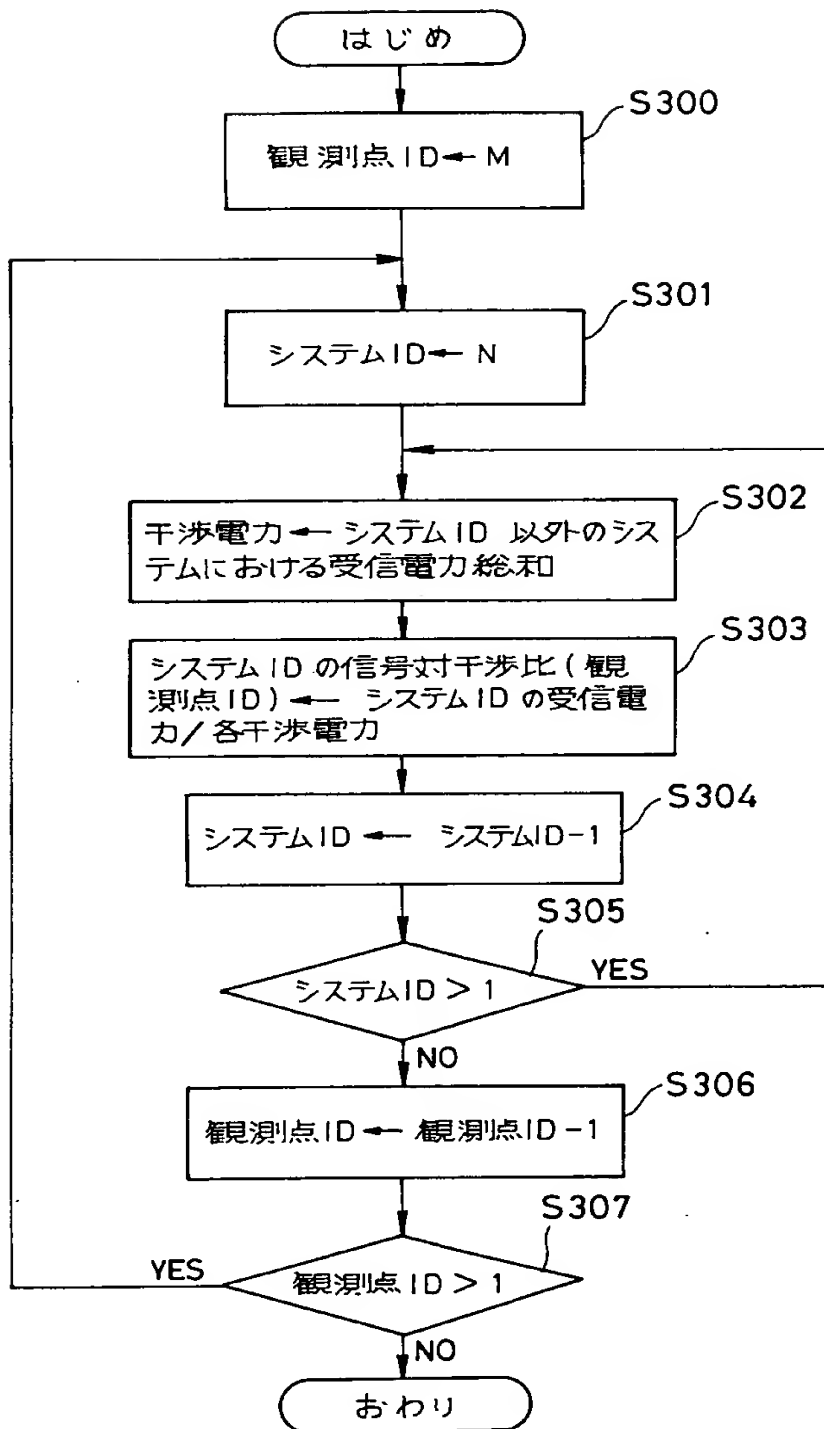 はじめ
S300
観測点ID←M
S301
システムID←N
S302
干渉電力←システムID 以外のシス
テムにおける受信電力総和
S303
システムIDの信号対干渉比(観
測点ID)← システムIDの受信電
力/各干渉電力
S304
システムID ← システムID-1
S305
システムID > 1
YES
NO
S306
観測点ID←観測点ID-1
S307
観測点ID > 1
YES
NO
おわり